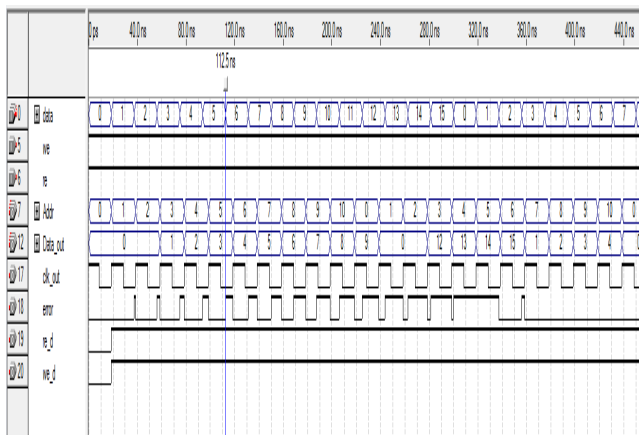 0 ps 40.0 ns 80.0 ns 120.0 ns 160.0 ns 200.0 ns 240.0 ns 280.0 ns 320.0 ns 360.0 ns 400.0 ns 440.0 ns
112.5 ns
0 data 0 1 2 3 4 5 6 7 8 9 10 11 12 13 14 15 0 1 2 3 4 5 6 7
5 we
6 re
7 Addr 0 1 2 3 4 5 6 7 8 9 10 0 1 2 3 4 5 6 7 8 9 10 0
12 Data_out 0 1 2 3 4 5 6 7 8 9 0 12 13 14 15 1 2 3 4
17 clk_out
18 error
19 re_d
20 we_d